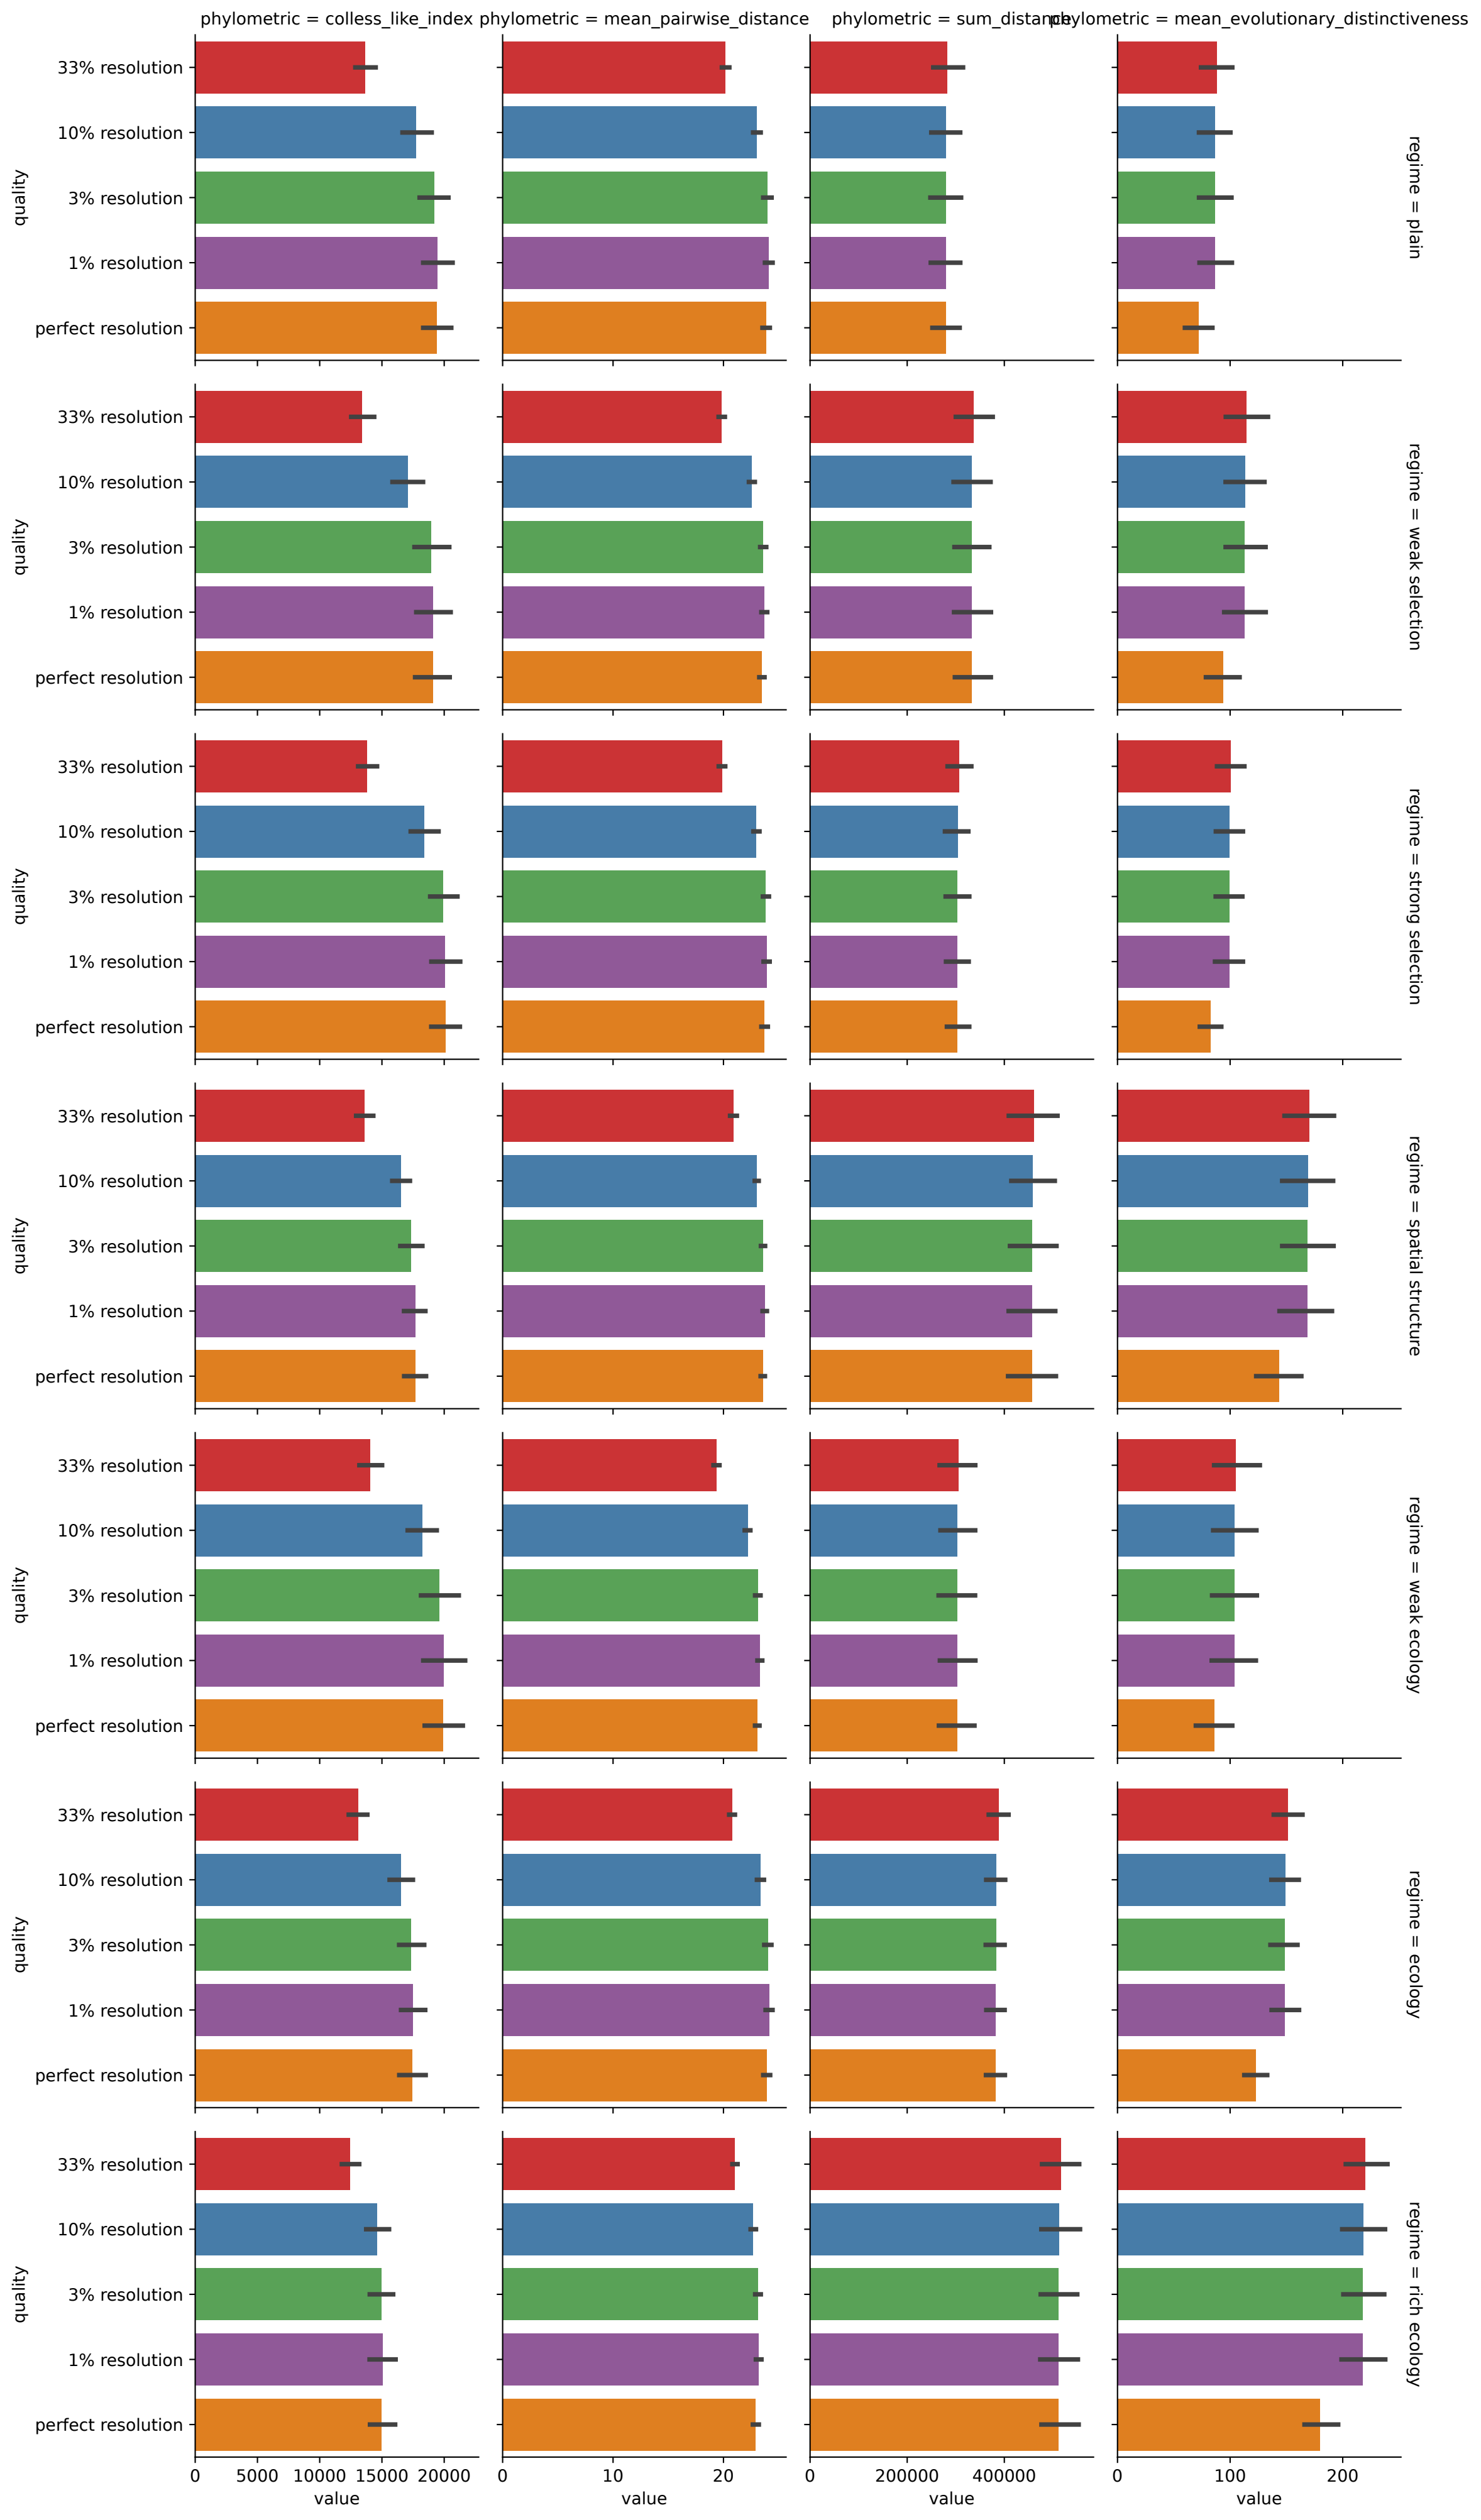 phylometric = colless_like_index
phylometric = mean_pairwise_distance
phylometric = sum_distance
phylometric = mean_evolutionary_distinctiveness
quality
33% resolution
10% resolution
3% resolution
1% resolution
perfect resolution
regime = plain
quality
33% resolution
10% resolution
3% resolution
1% resolution
perfect resolution
regime = weak selection
quality
33% resolution
10% resolution
3% resolution
1% resolution
perfect resolution
regime = strong selection
quality
33% resolution
10% resolution
3% resolution
1% resolution
perfect resolution
regime = spatial structure
quality
33% resolution
10% resolution
3% resolution
1% resolution
perfect resolution
regime = weak ecology
quality
33% resolution
10% resolution
3% resolution
1% resolution
perfect resolution
regime = ecology
quality
33% resolution
10% resolution
3% resolution
1% resolution
perfect resolution
regime = rich ecology
0 5000 10000 15000 20000
0 10 20
0 200000 400000
0 100 200
value
value
value
value